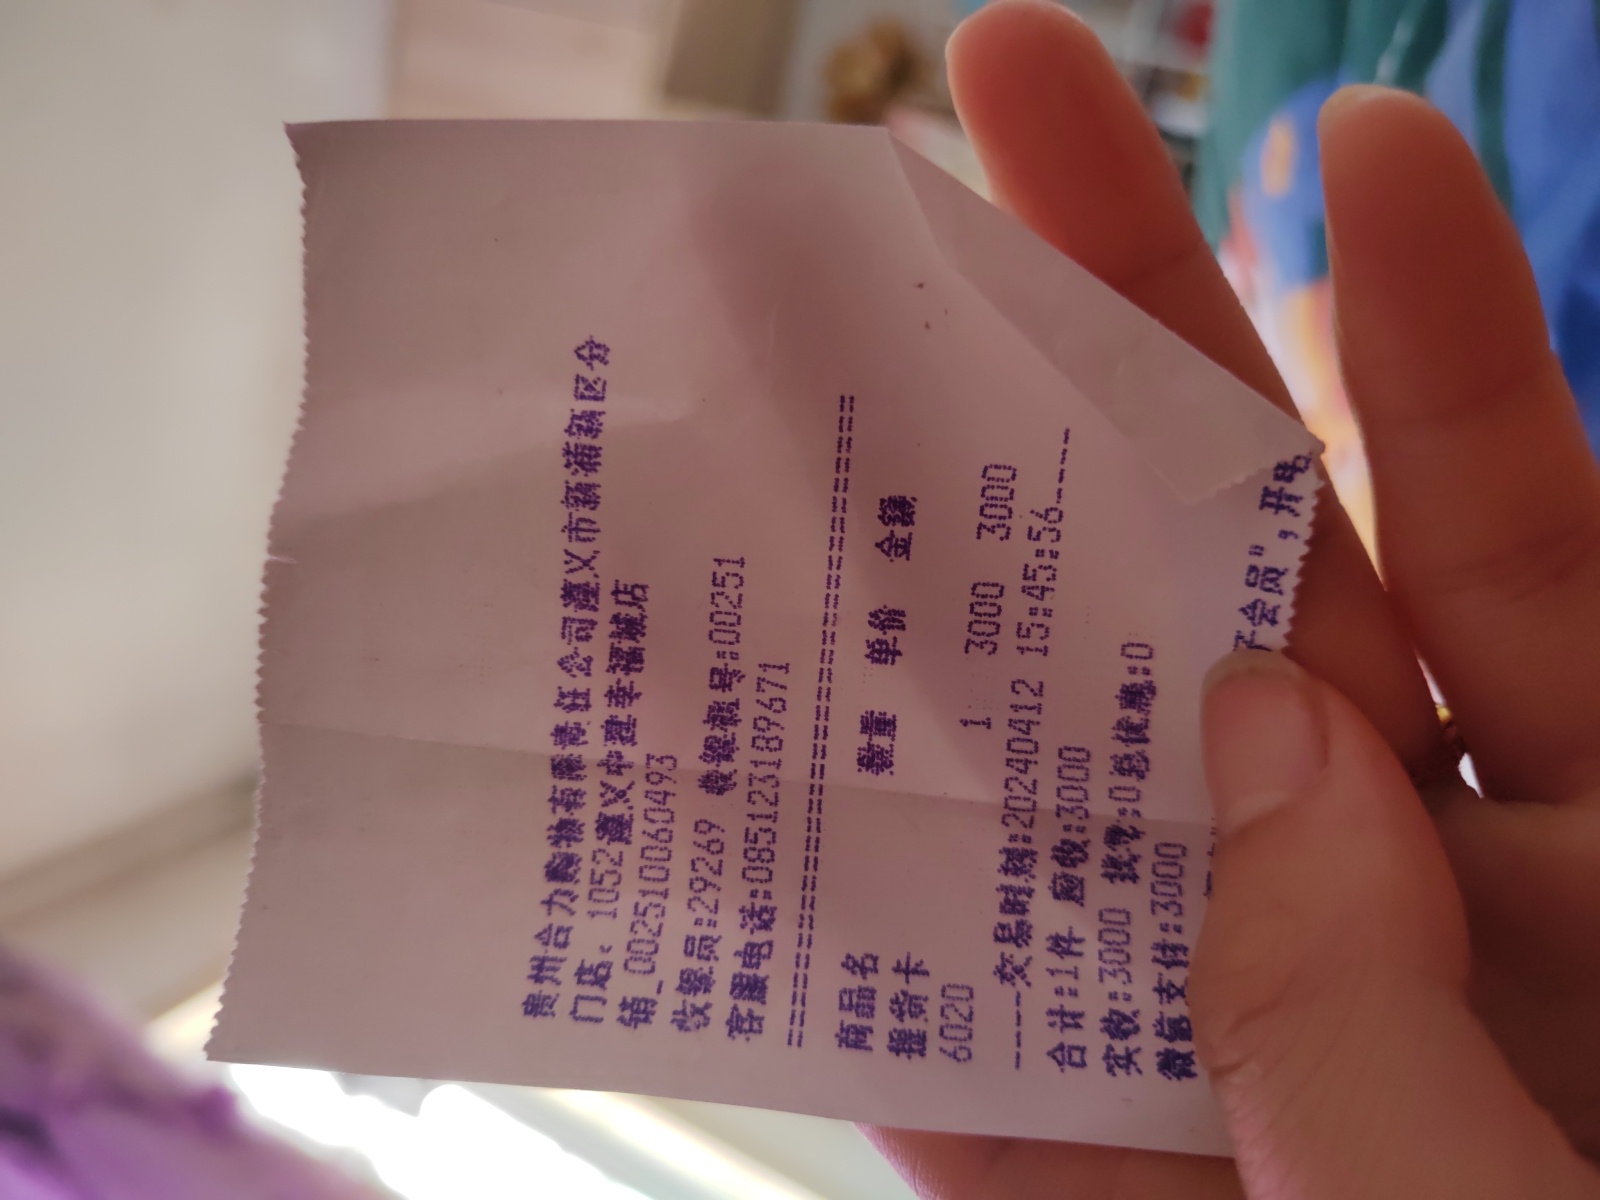 贵州合力购物有限责任公司遵义市新蒲新区分
门店: 1052遵义中建幸福城店
销_002510060493
收银员:29269 收银机号:00251
客服电话:085123189671
================================
商品名 数量 单价 金额
提货卡
6020 1 3000 3000
----交易时就:20240412 15:45:56----
合计:1件 应收:3000
实收:3000 找零:0总优惠:0
微信支付:3000
会员",开电